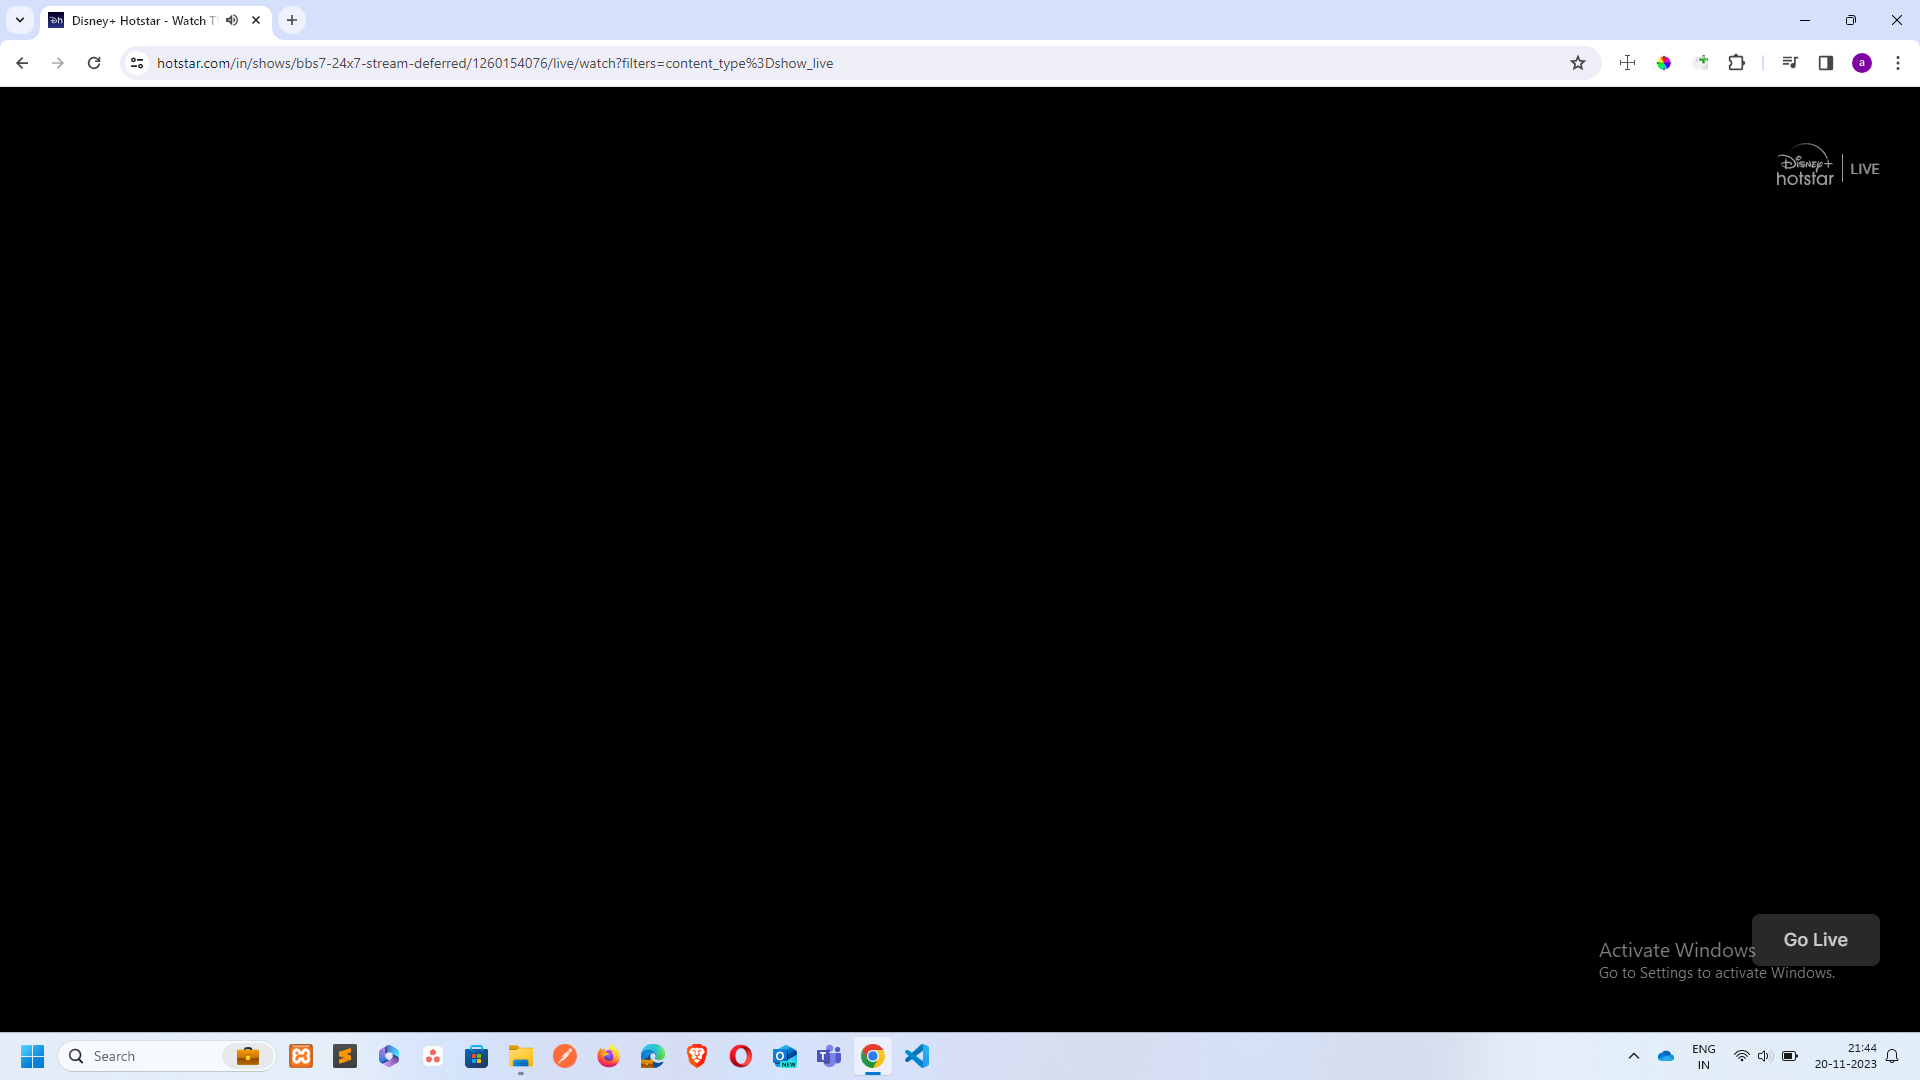 Disney+ Hotstar - Watch T
hotstar.com/in/shows/bbs7-24x7-stream-deferred/1260154076/live/watch?filters=content_type%3Dshow_live
a
Disney+
hotstar
LIVE
Go Live
Activate Windows
Go to Settings to activate Windows.
Search
NEW
ENG
IN
21:44
20-11-2023